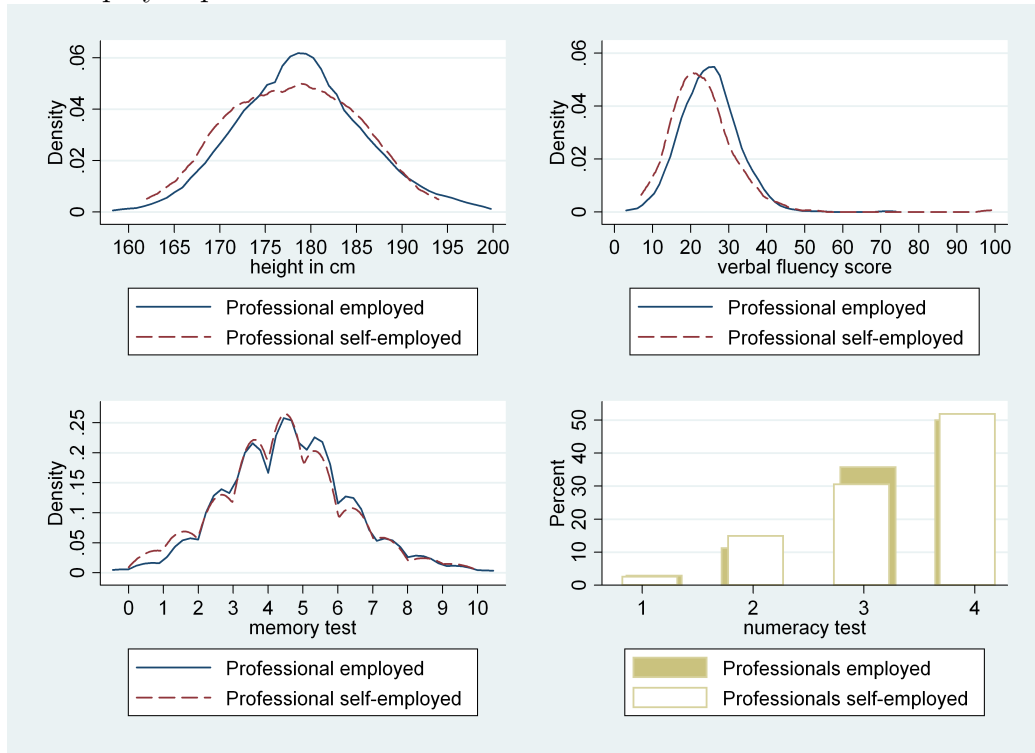 Density
0 .02 .04 .06
160 165 170 175 180 185 190 195 200
height in cm
Professional employed
Professional self-employed
Density
0 .02 .04 .06
0 10 20 30 40 50 60 70 80 90 100
verbal fluency score
Professional employed
Professional self-employed
Density
0 .05 .1 .15 .2 .25
0 1 2 3 4 5 6 7 8 9 10
memory test
Professional employed
Professional self-employed
Percent
0 10 20 30 40 50
1 2 3 4
numeracy test
Professionals employed
Professionals self-employed